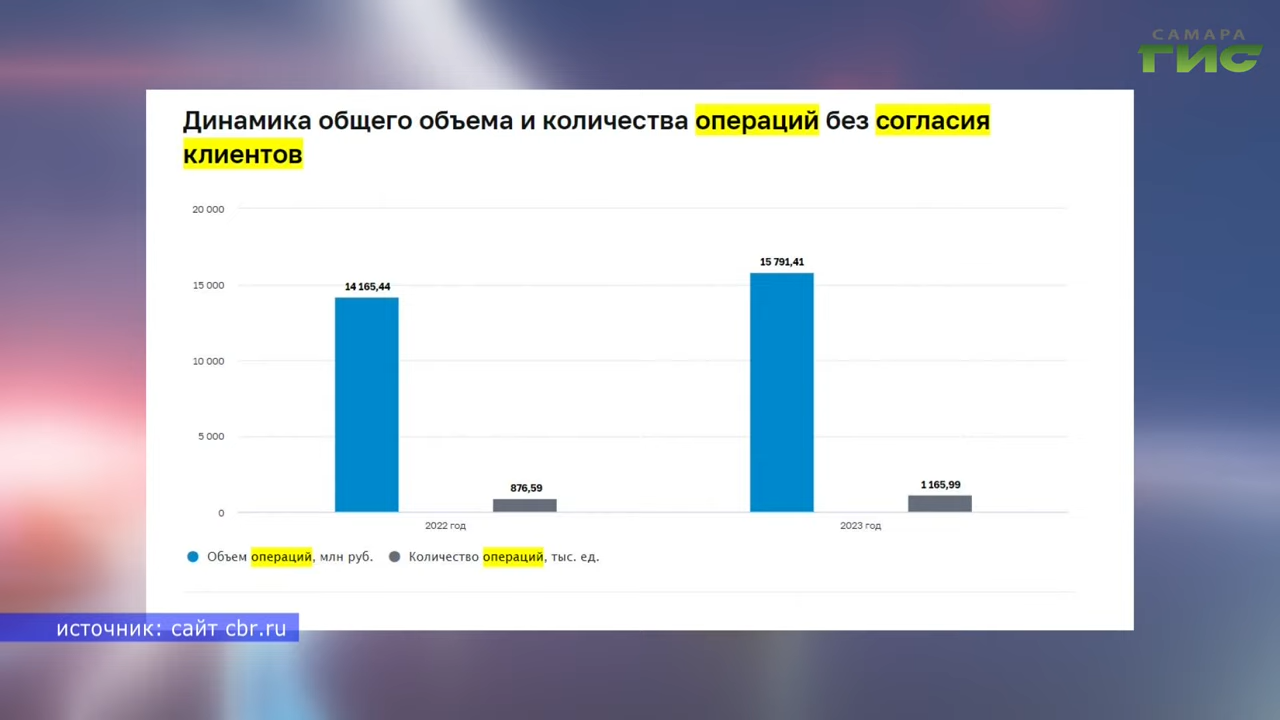 САМАРА
ГИС
Динамика общего объема и количества операций без согласия
клиентов
20 000
15 000
10 000
5 000
0
14 165,44
876,59
15 791,41
1 165,99
2022 год
2023 год
Объем операций, млн руб.
Количество операций, тыс. ед.
источник: сайт cbr.ru